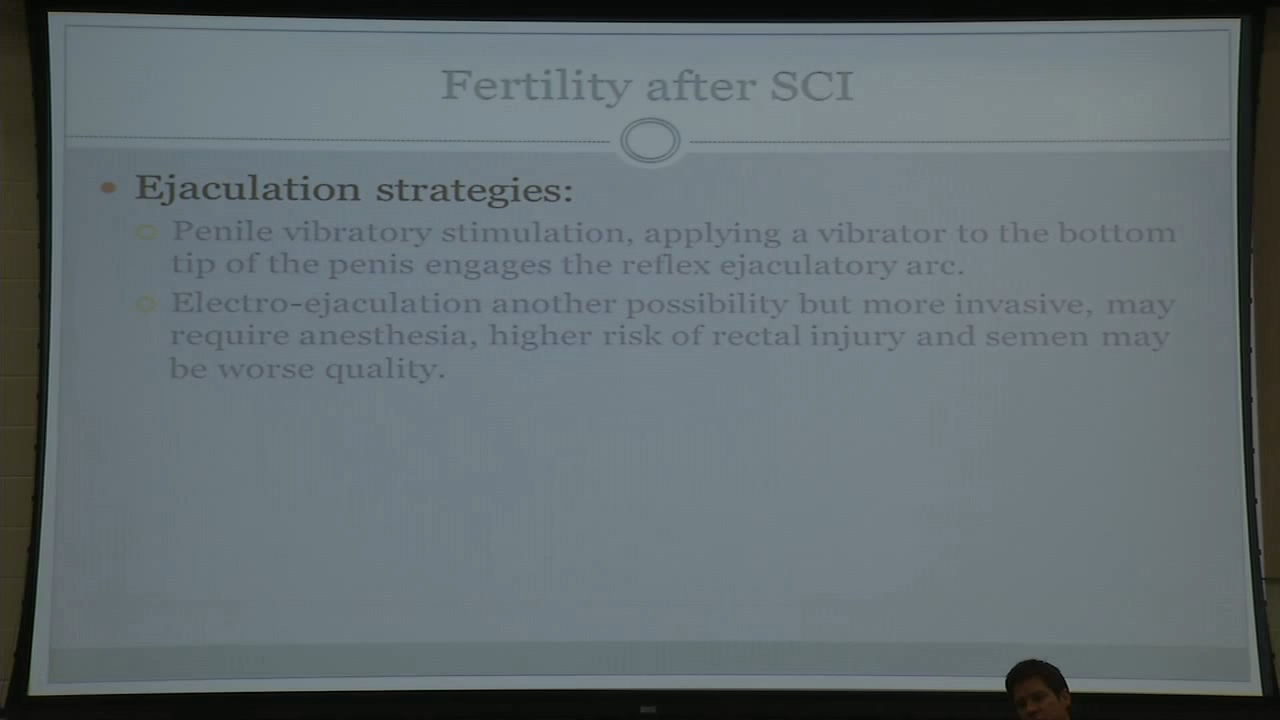 Fertility after SCI
Ejaculation strategies:
Penile vibratory stimulation, applying a vibrator to the bottom
tip of the penis engages the reflex ejaculatory arc.
Electro-ejaculation another possibility but more invasive, may
require anesthesia, higher risk of rectal injury and semen may
be worse quality.